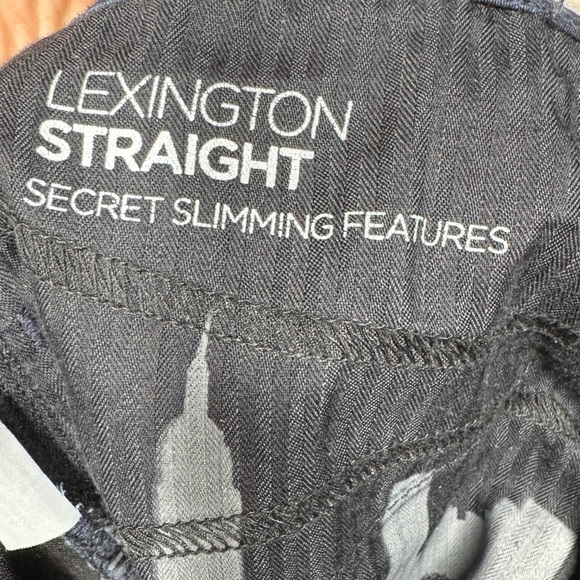 LEXINGTON
STRAIGHT
SECRET SLIMMING FEATURES